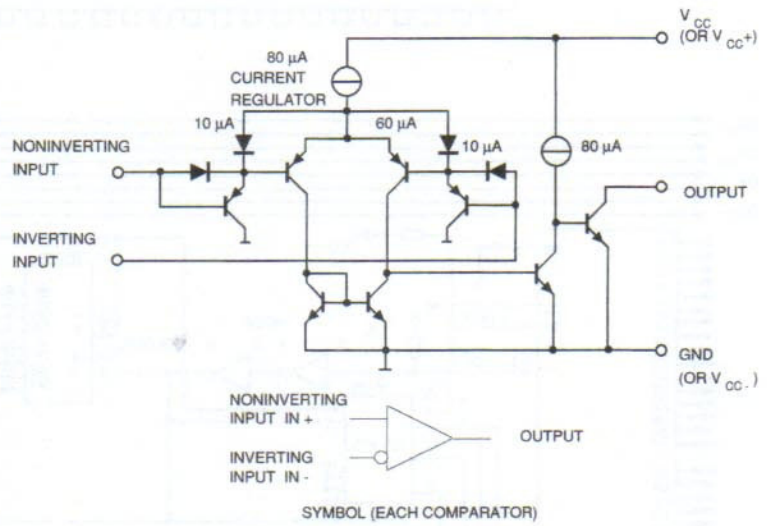 V CC
(OR V CC+)
80 µA
CURRENT
REGULATOR
10 µA
60 µA
10 µA
80 µA
NONINVERTING
INPUT
OUTPUT
INVERTING
INPUT
GND
(OR V CC- )
NONINVERTING
INPUT IN +
OUTPUT
INVERTING
INPUT IN -
SYMBOL (EACH COMPARATOR)